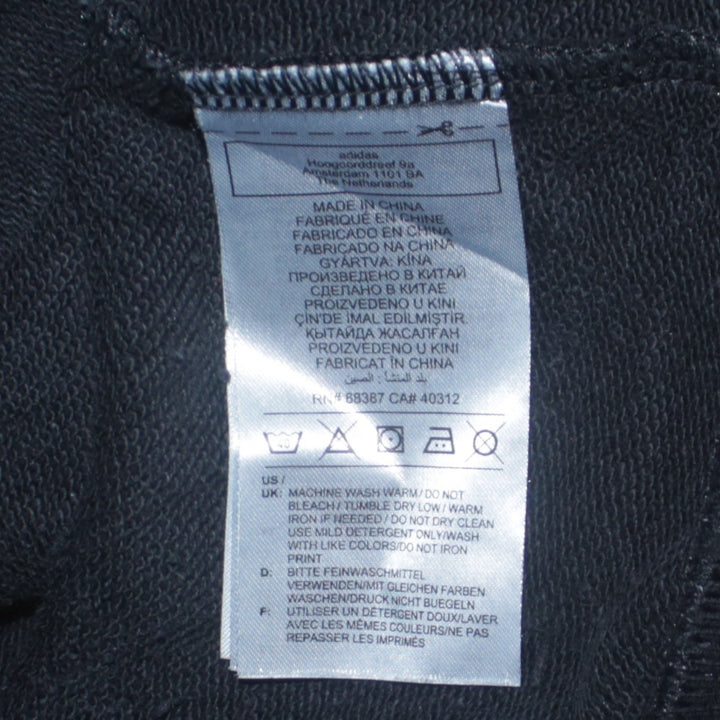 adidas
Hoogoorddreef 9a
Amsterdam 1101 BA
The Netherlands
MADE IN CHINA
FABRIQUÉ EN CHINE
FABRICADO EN CHINA
FABRICADO NA CHINA
GYÁRTVA: KÍNA
ПРОИЗВЕДЕНО В КИТАЙ
СДЕЛАНО В КИТАЕ
PROIZVEDENO U KINI
ÇİN'DE İMAL EDİLMİŞTİR.
ҚЫТАЙДА ЖАСАЛҒАН
PROIZVEDENO U KINI
FABRICAT ÎN CHINA
بلد المنشأ : الصين
RN# 88387 CA# 40312
40
US /
UK: MACHINE WASH WARM/DO NOT
BLEACH/TUMBLE DRY LOW/WARM
IRON IF NEEDED/DO NOT DRY CLEAN
USE MILD DETERGENT ONLY/WASH
WITH LIKE COLORS/DO NOT IRON
PRINT
D: BITTE FEINWASCHMITTEL
VERWENDEN/MIT GLEICHEN FARBEN
WASCHEN/DRUCK NICHT BUEGELN
F: UTILISER UN DÉTERGENT DOUX/LAVER
AVEC LES MÊMES COULEURS/NE PAS
REPASSER LES IMPRIMÉS